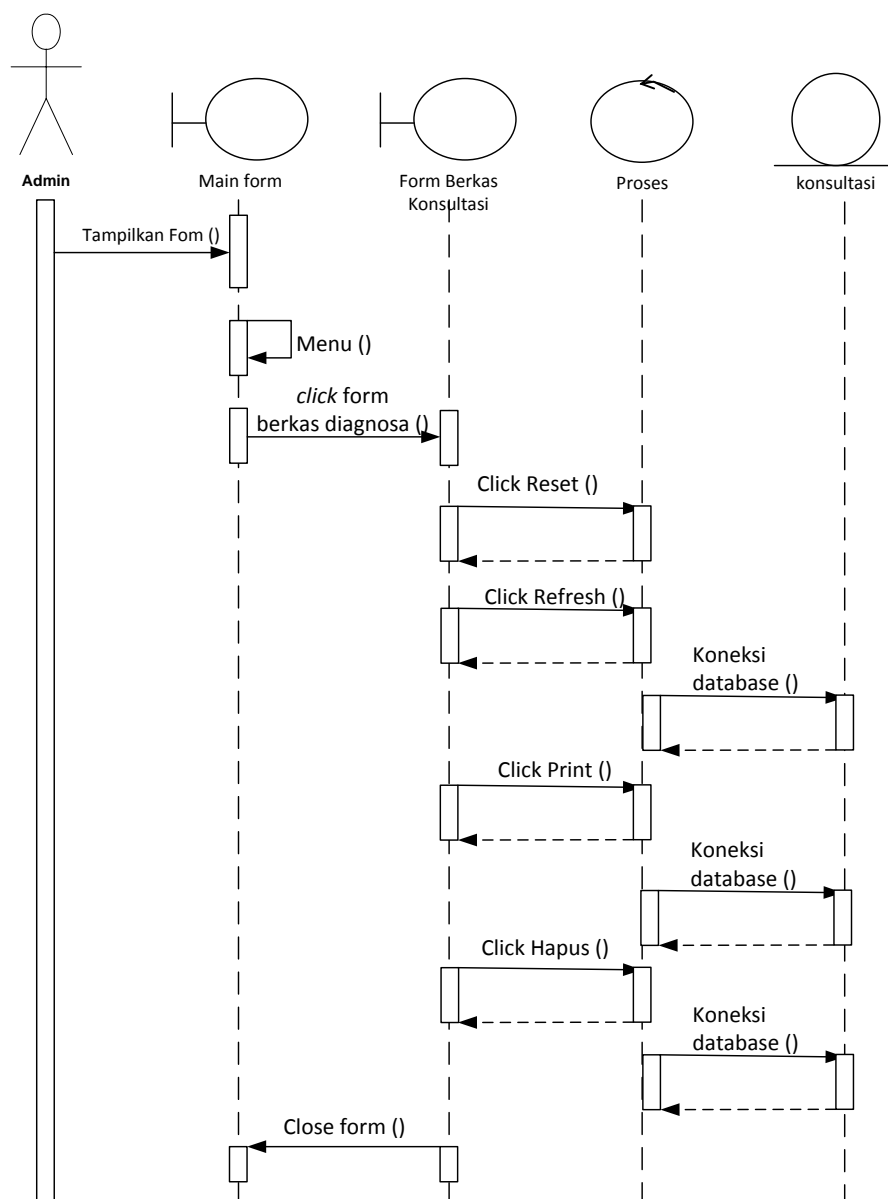 Admin
Main form
Form Berkas
Konsultasi
Proses
konsultasi
Tampilkan Fom ()
Menu ()
click form
berkas diagnosa ()
Click Reset ()
Click Refresh ()
Koneksi
database ()
Click Print ()
Koneksi
database ()
Click Hapus ()
Koneksi
database ()
Close form ()